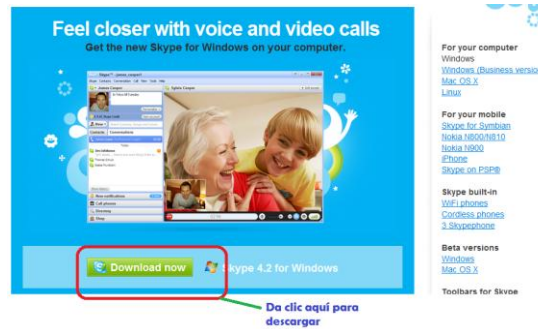 Feel closer with voice and video calls
Get the new Skype for Windows on your computer.
Download now
Skype 4.2 for Windows
Da clic aquí para
descargar
For your computer
Windows
Windows (Business versio
Mac OS X
Linux
For your mobile
Skype for Symbian
Nokia N800/N810
Nokia N900
iPhone
Skype on PSP®
Skype built-in
WiFi phones
Cordless phones
3 Skypephone
Beta versions
Windows
Mac OS X
Toolbars for Skype